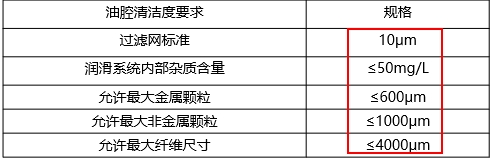 油腔清洁度要求 规格
过滤网标准 10μm
润滑系统内部杂质含量 ≤50mg/L
允许最大金属颗粒 ≤600μm
允许最大非金属颗粒 ≤1000μm
允许最大纤维尺寸 ≤4000μm